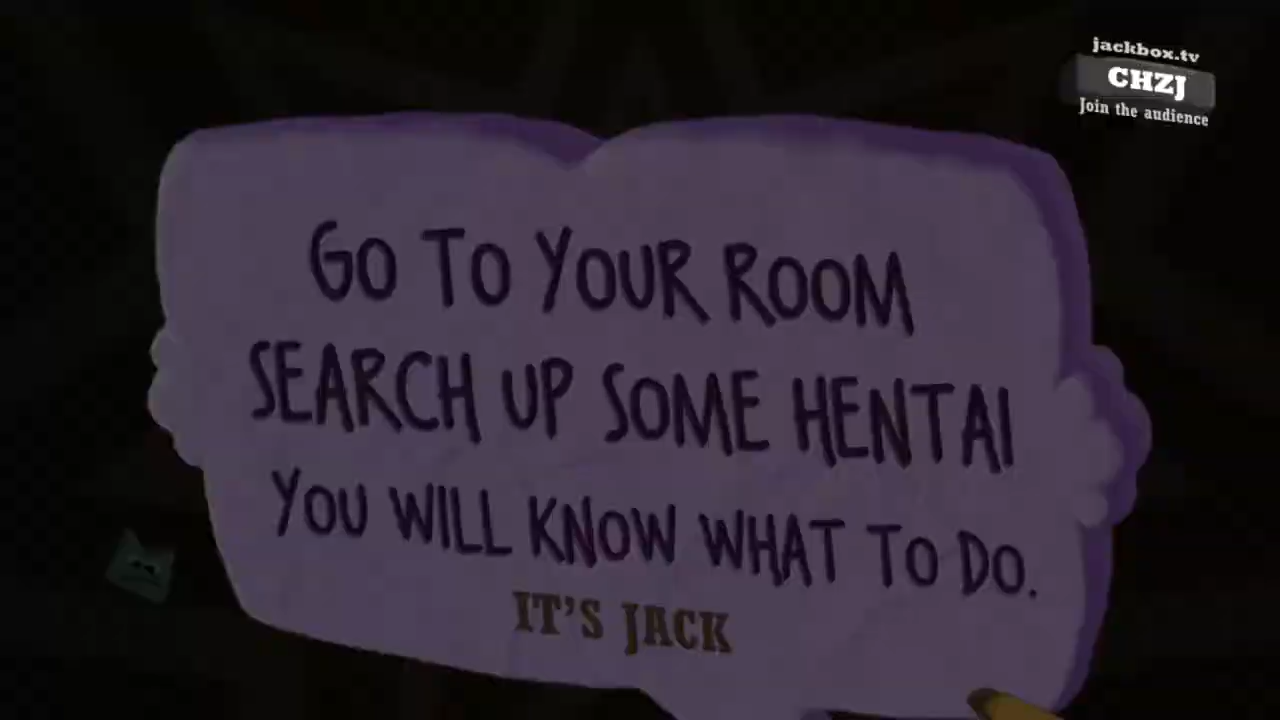 jackbox.tv
CHZJ
Join the audience
GO TO YOUR ROOM
SEARCH UP SOME HENTAI
YOU WILL KNOW WHAT TO DO.
IT'S JACK